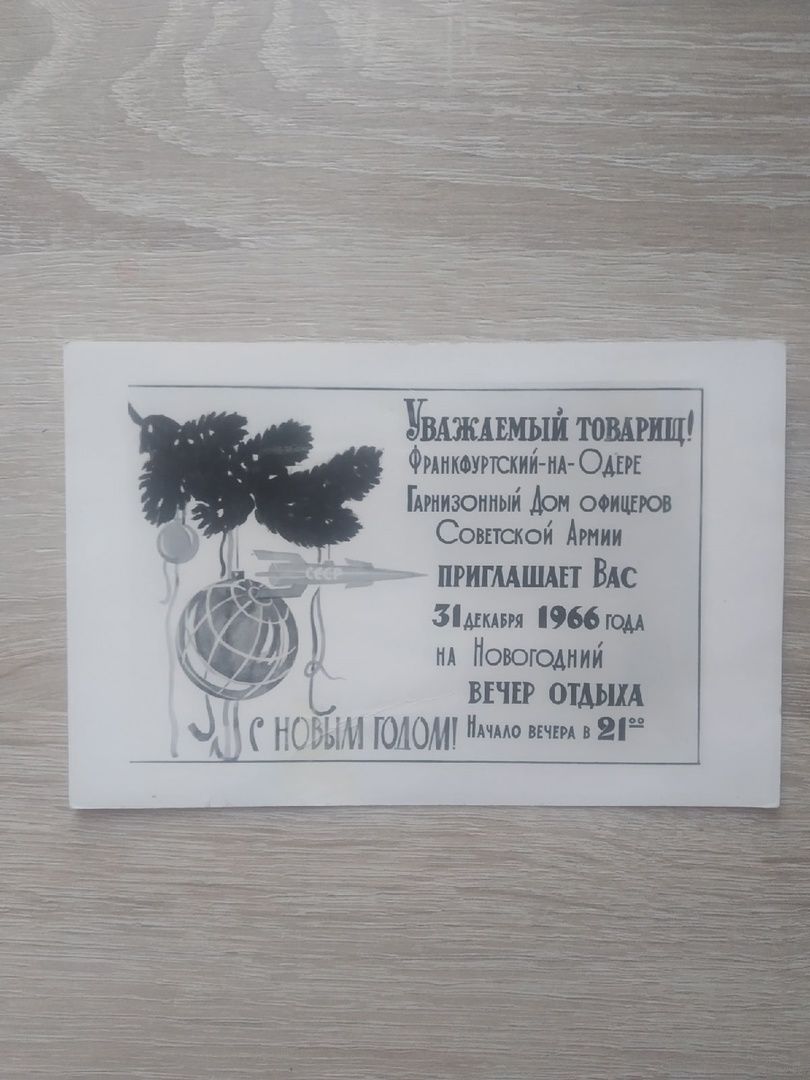 Уважаемый товарищ!
Франкфуртский-на-Одере
Гарнизонный Дом офицеров
Советской Армии
приглашает Вас
31 декабря 1966 года
на Новогодний
вечер отдыха
Начало вечера в 21⁰⁰
СССР
С НОВЫМ ГОДОМ!